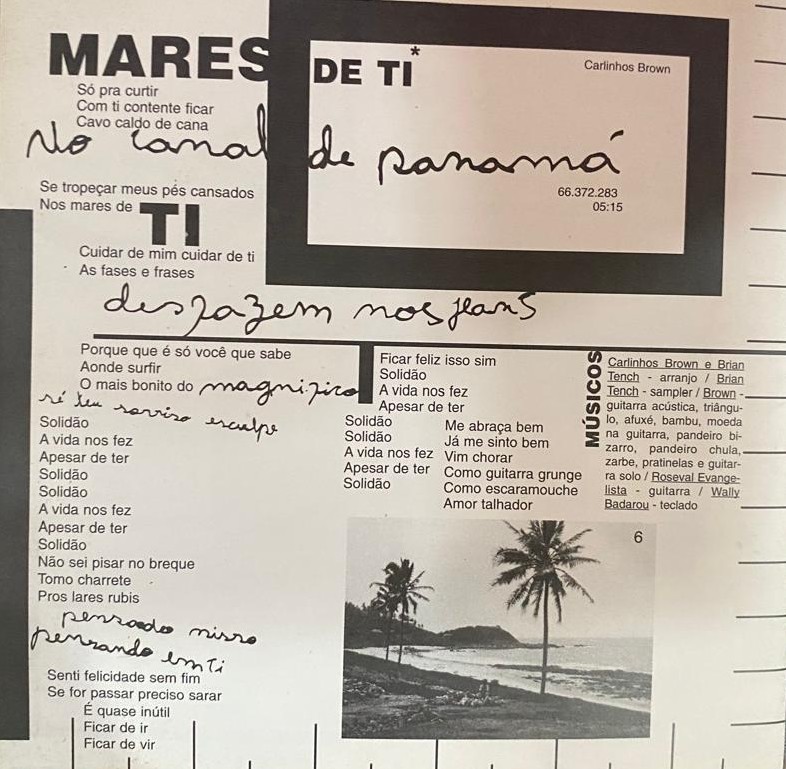 MARES DE TI*
Carlinhos Brown
Só pra curtir
Com ti contente ficar
Cavo caldo de cana
No canal de panamá
66.372.283
05:15
Se tropeçar meus pés cansados
Nos mares de TI
Cuidar de mim cuidar de ti
As fases e frases
desfazem nos jeans
Porque que é só você que sabe
Aonde surfir
O mais bonito do magnífico
sé teu sorriso esculpe
Solidão
A vida nos fez
Apesar de ter
Solidão
Solidão
A vida nos fez
Apesar de ter
Solidão
Não sei pisar no breque
Tomo charrete
Pros lares rubis
pensado nisso
pensando em ti
Senti felicidade sem fim
Se for passar preciso sarar
É quase inútil
Ficar de ir
Ficar de vir
Ficar feliz isso sim
Solidão
A vida nos fez
Apesar de ter
Solidão
Solidão
A vida nos fez
Apesar de ter
Solidão
Me abraça bem
Já me sinto bem
Vim chorar
Como guitarra grunge
Como escaramouche
Amor talhador
MÚSICOS
Carlinhos Brown e Brian
Tench - arranjo / Brian
Tench - sampler / Brown -
guitarra acústica, triângu-
lo, afuxé, bambu, moeda
na guitarra, pandeiro bi-
zarro, pandeiro chula,
zarbe, pratinelas e guitar-
ra solo / Roseval Evange-
lista - guitarra / Wally
Badarou - teclado
6